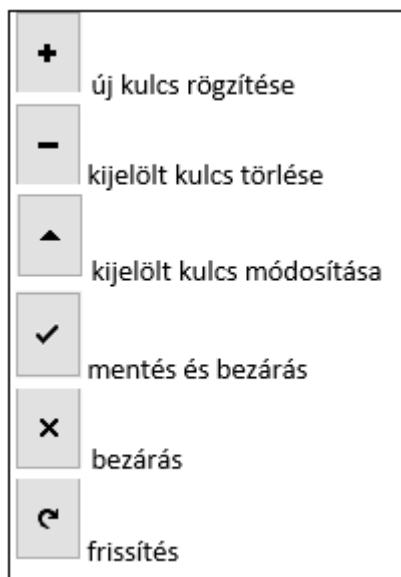 új kulcs rögzítése
kijelölt kulcs törlése
kijelölt kulcs módosítása
mentés és bezárás
bezárás
frissítés